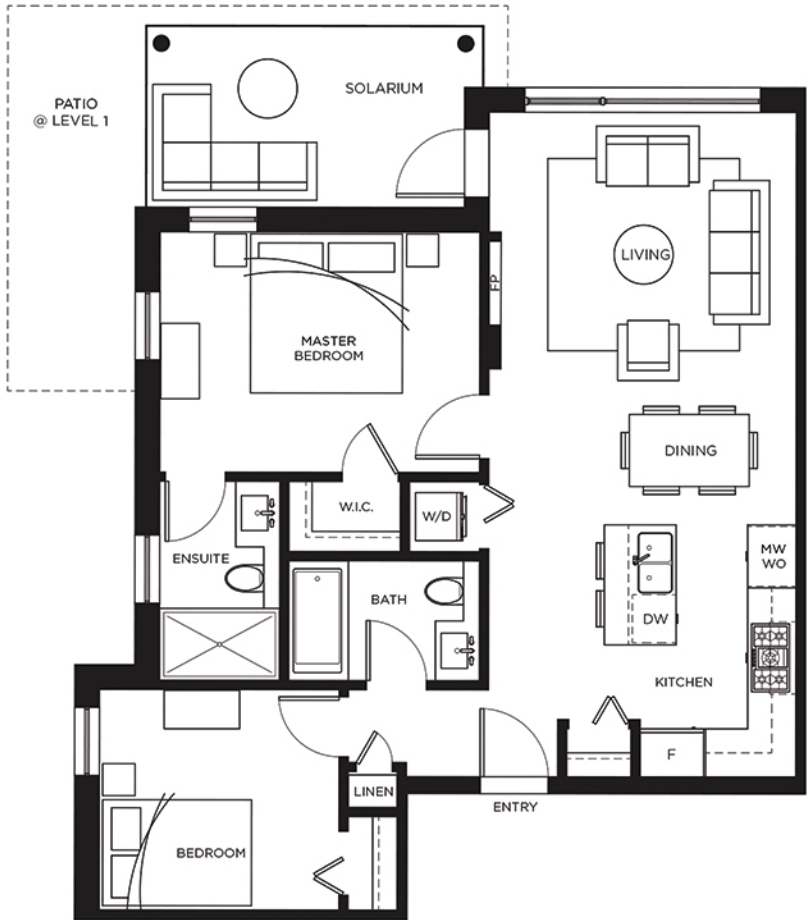 PATIO
@ LEVEL 1
SOLARIUM
LIVING
FP
MASTER
BEDROOM
DINING
W.I.C.
W/D
ENSUITE
MW
WO
BATH
DW
KITCHEN
F
LINEN
ENTRY
BEDROOM